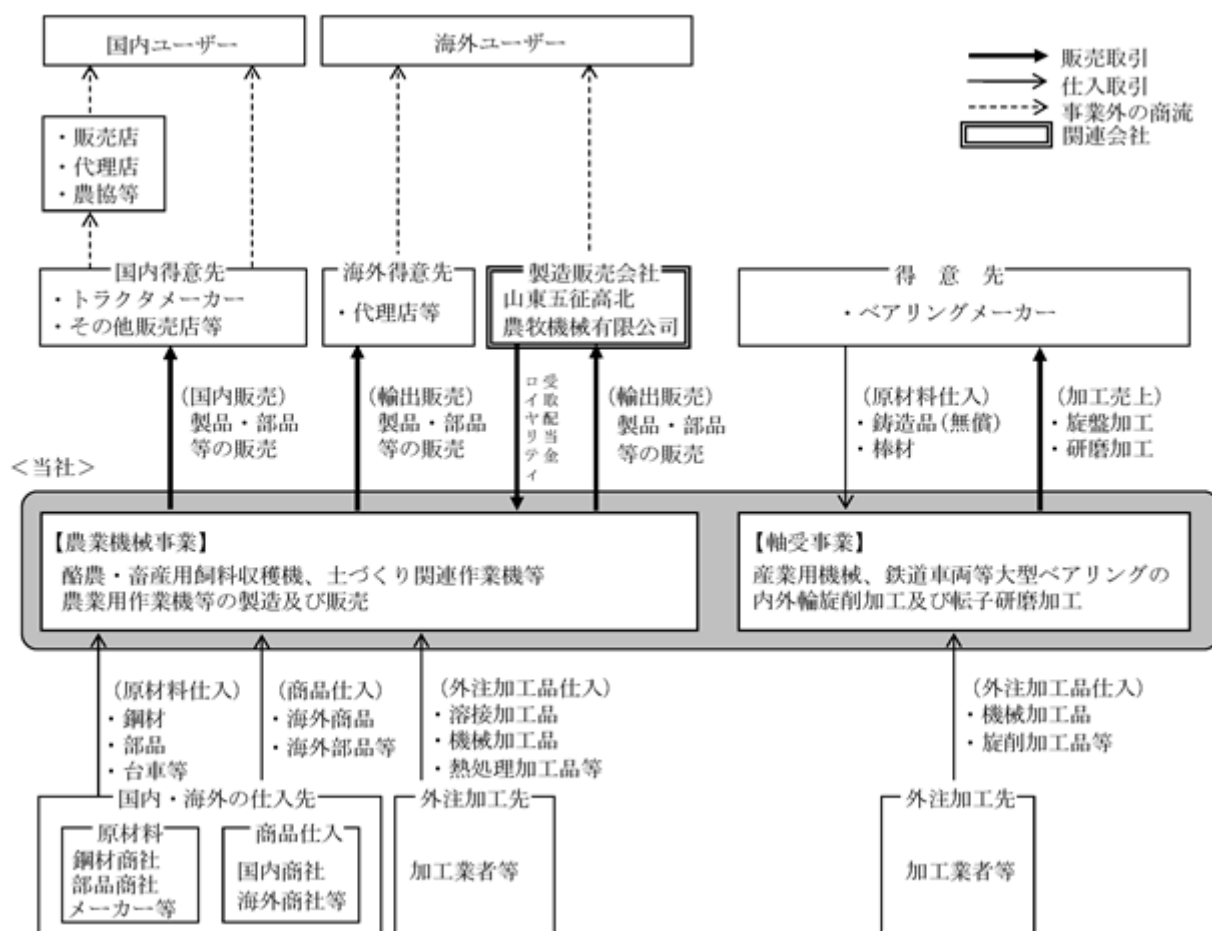 国内ユーザー
海外ユーザー
販売取引
仕入取引
事業外の商流
関連会社
・販売店
・代理店
・農協等
国内得意先
・トラクタメーカー
・その他販売店等
海外得意先
・代理店等
製造販売会社
山東五征高北
農牧機械有限公司
得 意 先
・ベアリングメーカー
(国内販売)
製品・部品
等の販売
(輸出販売)
製品・部品
等の販売
受取配当金
ロイヤリティ
(輸出販売)
製品・部品
等の販売
(原材料仕入)
・鋳造品(無償)
・棒材
(加工売上)
・旋盤加工
・研磨加工
<当社>
【農業機械事業】
酪農・畜産用飼料収穫機、土づくり関連作業機等
農業用作業機等の製造及び販売
【軸受事業】
産業用機械、鉄道車両等大型ベアリングの
内外輪旋削加工及び転子研磨加工
(原材料仕入)
・鋼材
・部品
・台車等
(商品仕入)
・海外商品
・海外部品等
(外注加工品仕入)
・溶接加工品
・機械加工品
・熱処理加工品等
(外注加工品仕入)
・機械加工品
・旋削加工品等
国内・海外の仕入先
原材料
鋼材商社
部品商社
メーカー等
商品仕入
国内商社
海外商社等
外注加工先
加工業者等
外注加工先
加工業者等